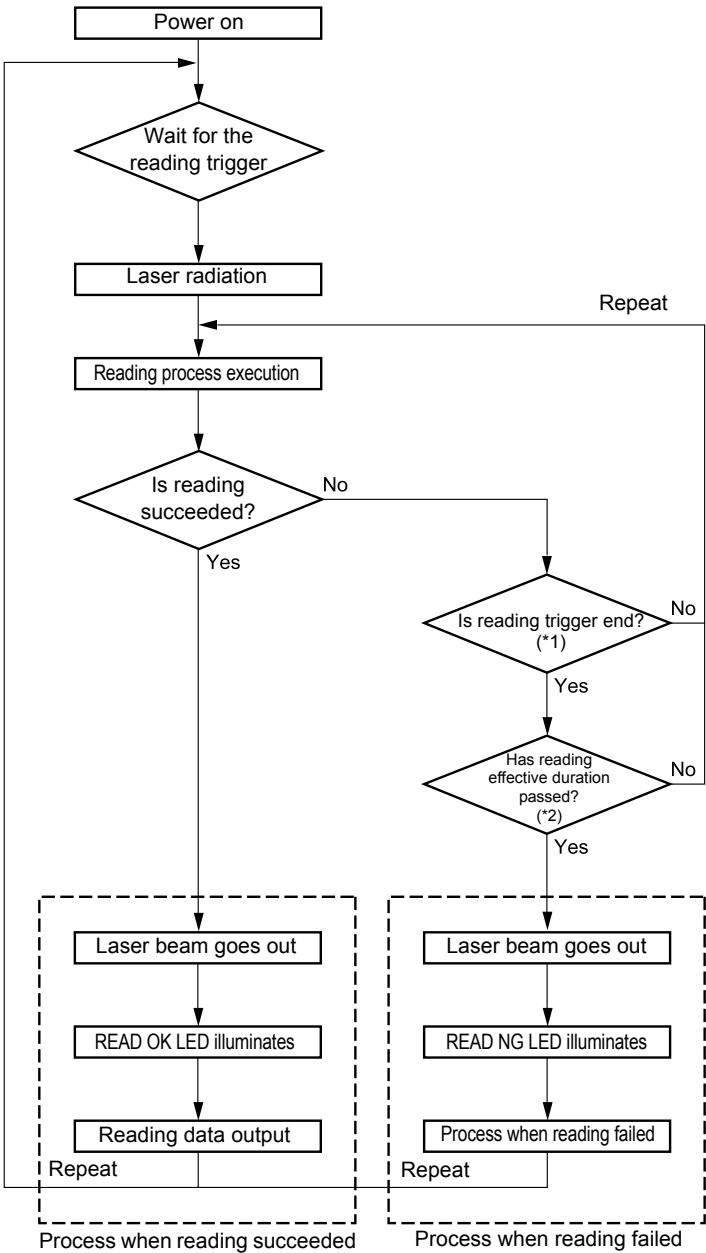 Power on
Wait for the
reading trigger
Laser radiation
Repeat
Reading process execution
Is reading
succeeded?
No
Yes
Is reading trigger end?
(*1)
No
Yes
Has reading
effective duration
passed?
(*2)
No
Yes
Laser beam goes out
READ OK LED illuminates
Reading data output
Repeat
Process when reading succeeded
Laser beam goes out
READ NG LED illuminates
Process when reading failed
Repeat
Process when reading failed